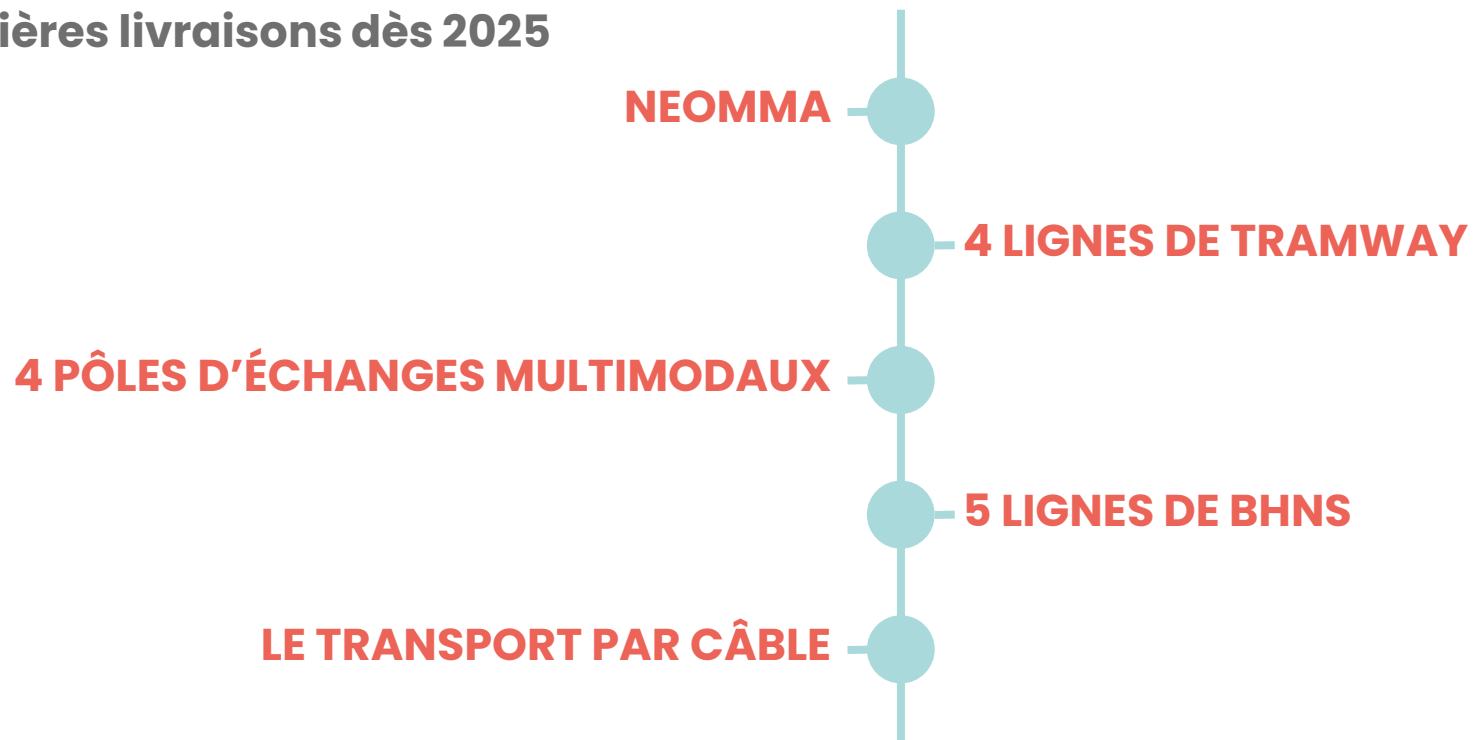 ières livraisons dès 2025
NEOMMA
4 LIGNES DE TRAMWAY
4 PÔLES D’ÉCHANGES MULTIMODAUX
5 LIGNES DE BHNS
LE TRANSPORT PAR CÂBLE